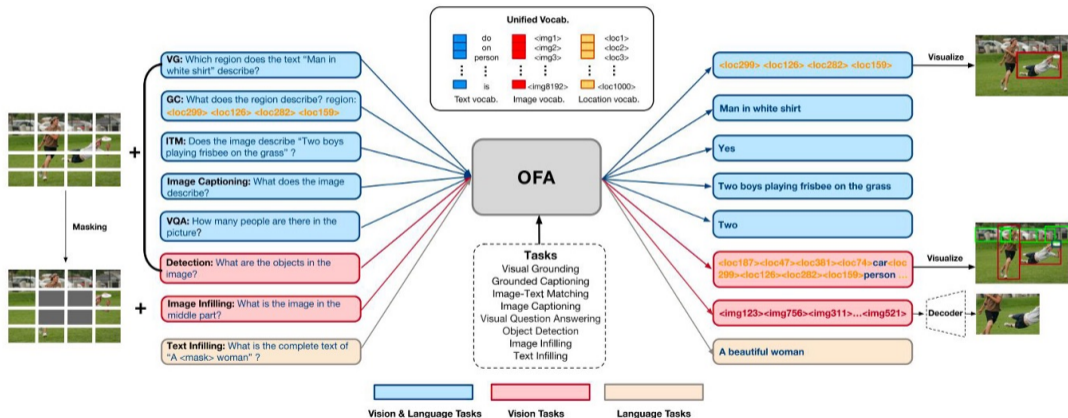 Unified Vocab.
do <img1> <loc1>
on <img2> <loc2>
person <img3> <loc3>
is <img8192> <loc1000>
Text vocab. Image vocab. Location vocab.
VG: Which region does the text “Man in
white shirt” describe?
GC: What does the region describe? region:
<loc299> <loc126> <loc282> <loc159>
ITM: Does the image describe “Two boys
playing frisbee on the grass” ?
Image Captioning: What does the image
describe?
VQA: How many people are there in the
picture?
Detection: What are the objects in the
image?
Image Infilling: What is the image in the
middle part?
Text Infilling: What is the complete text of
“A <mask> woman” ?
+
Masking
+
OFA
Tasks
Visual Grounding
Grounded Captioning
Image-Text Matching
Image Captioning
Visual Question Answering
Object Detection
Image Infilling
Text Infilling
<loc299> <loc126> <loc282> <loc159>
Visualize
Man in white shirt
Yes
Two boys playing frisbee on the grass
Two
<loc187><loc47><loc381><loc74>car<loc
299><loc126><loc282><loc159>person ...
Visualize
<img123><img756><img311>...<img521>
Decoder
A beautiful woman
Vision & Language Tasks Vision Tasks Language Tasks